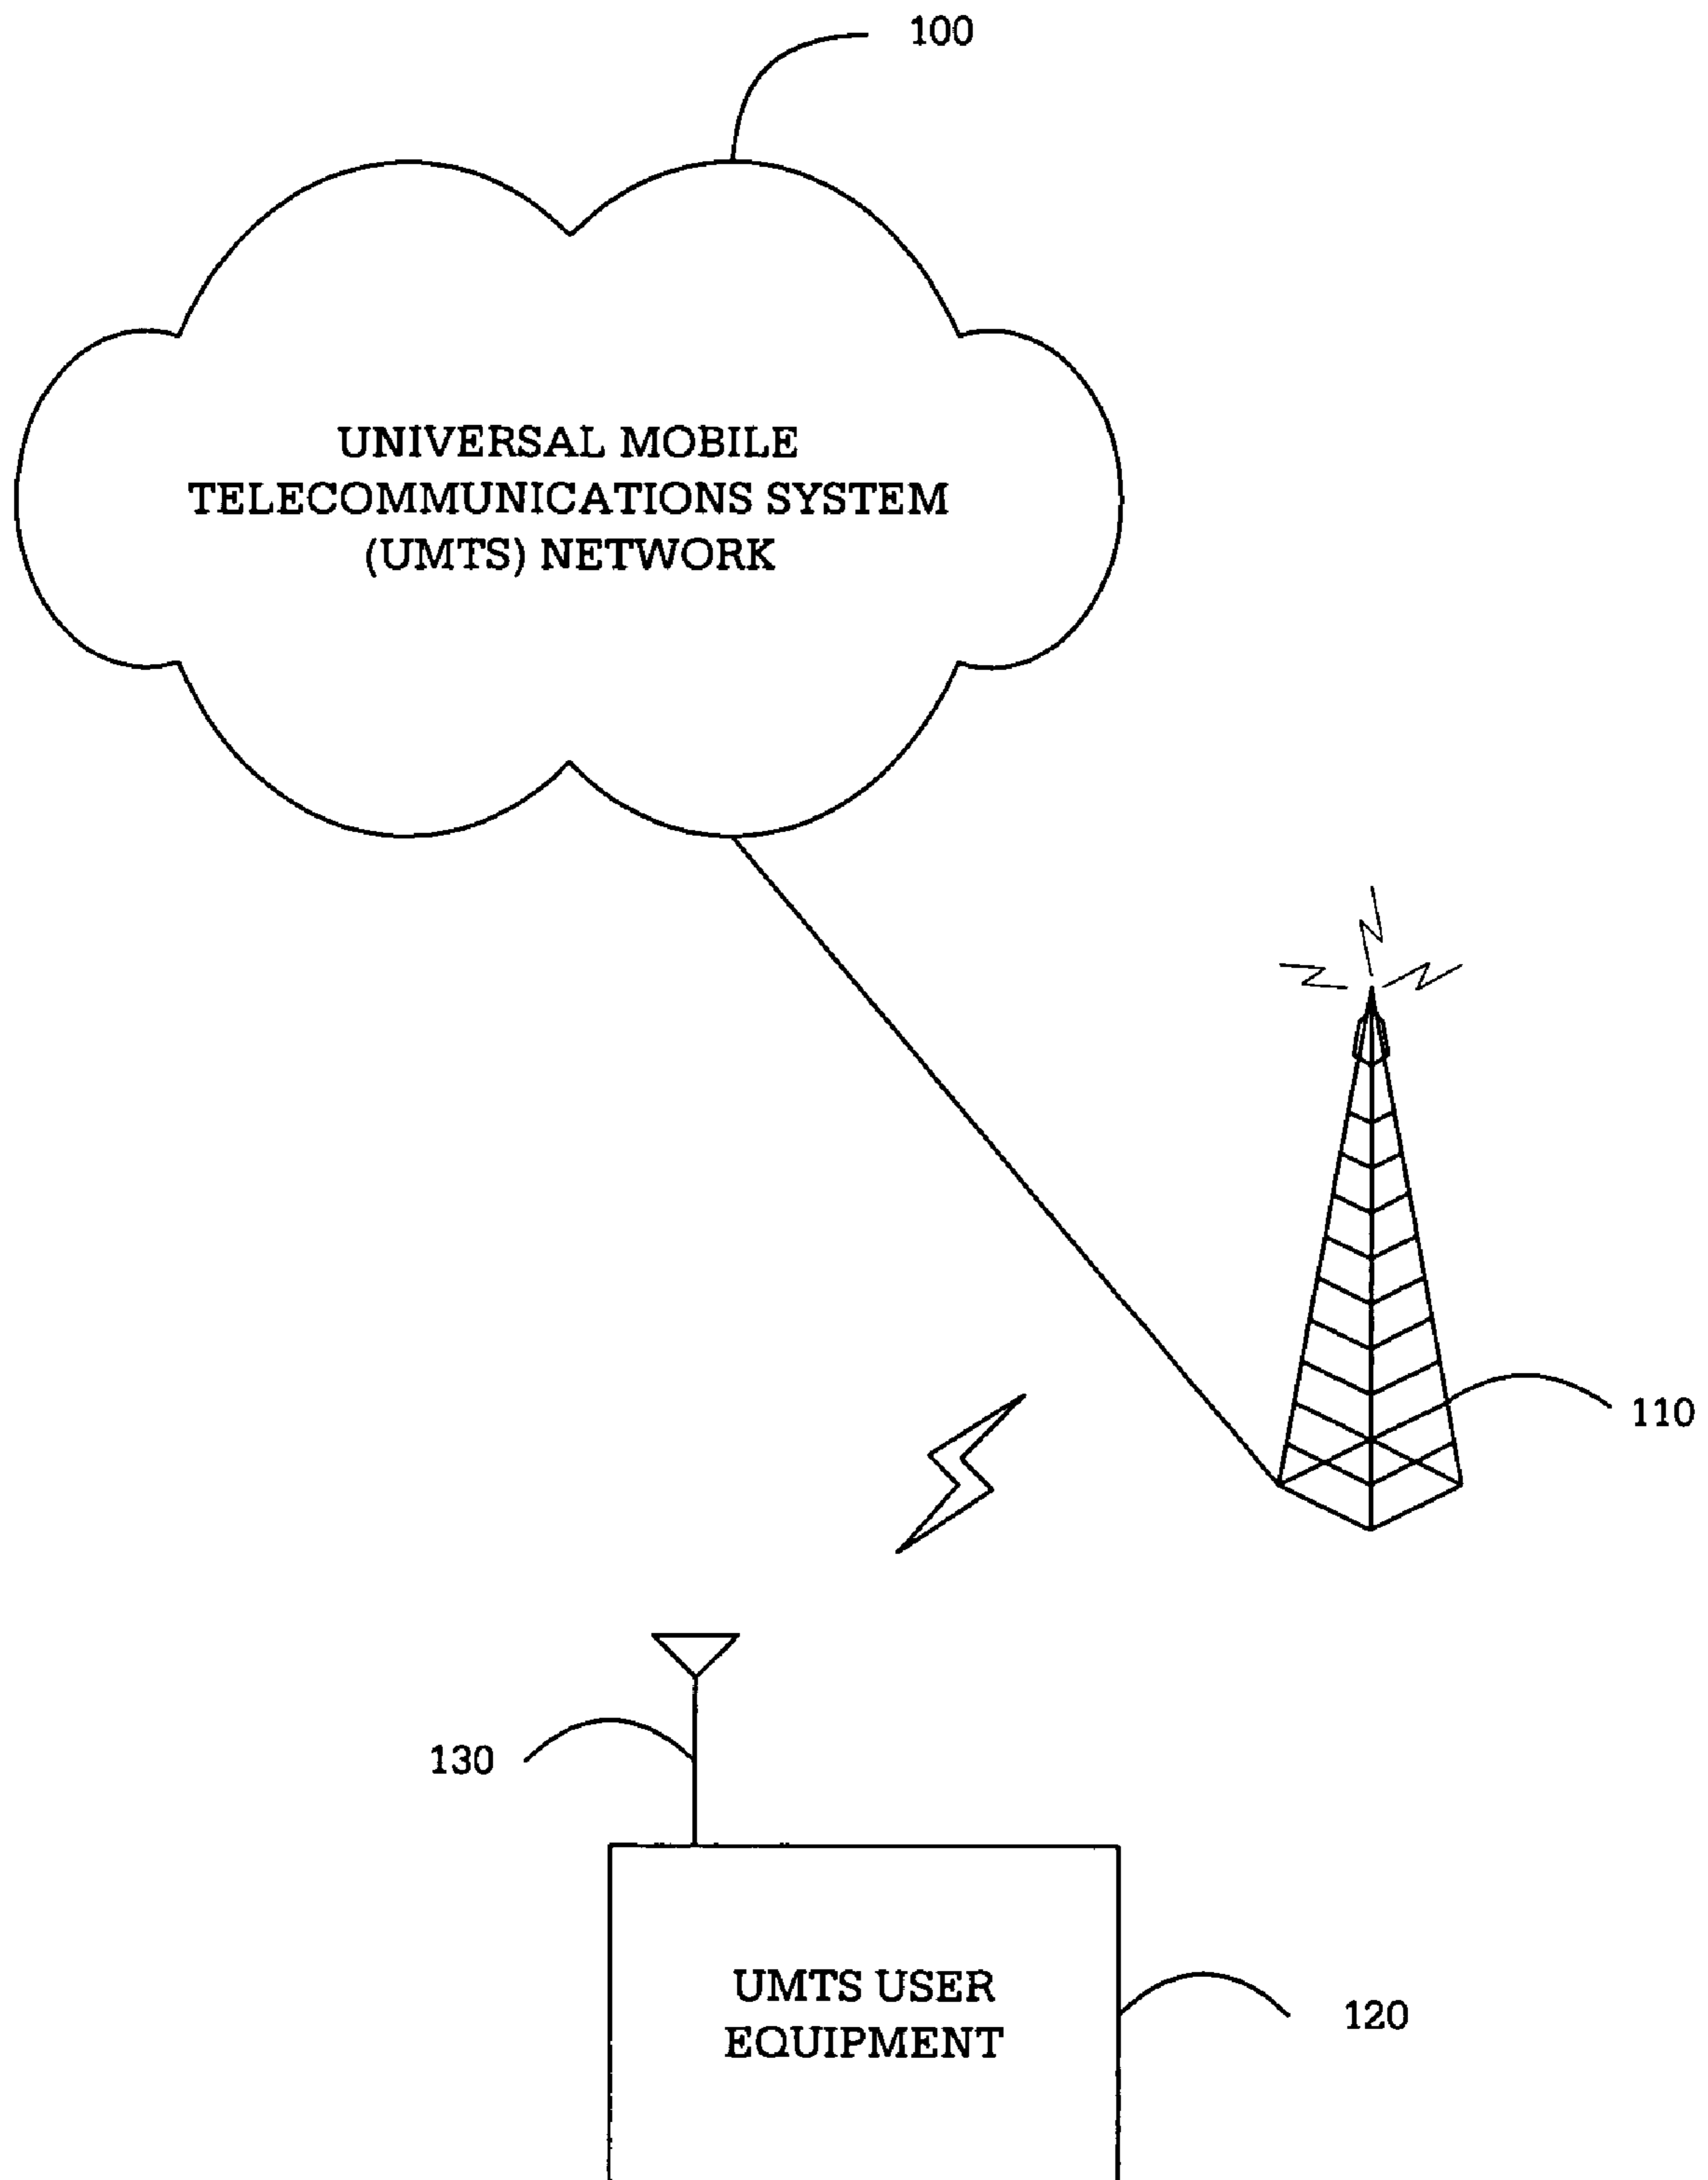 100
UNIVERSAL MOBILE
TELECOMMUNICATIONS SYSTEM
(UMTS) NETWORK
110
130
UMTS USER
EQUIPMENT
120